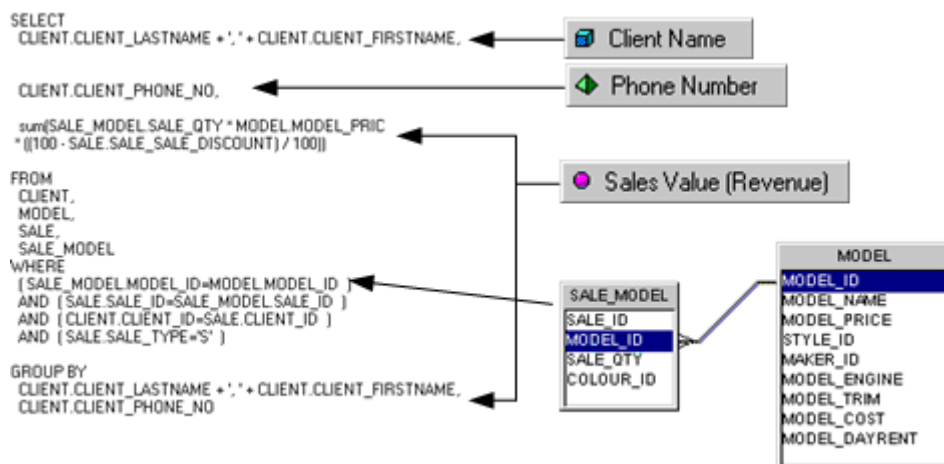 SELECT
CLIENT.CLIENT_LASTNAME + ', ' + CLIENT.CLIENT_FIRSTNAME,
Client Name
CLIENT.CLIENT_PHONE_NO,
Phone Number
sum(SALE_MODEL.SALE_QTY * MODEL.MODEL_PRIC
* ((100 - SALE.SALE_SALE_DISCOUNT) / 100))
Sales Value (Revenue)
FROM
CLIENT,
MODEL,
SALE,
SALE_MODEL
WHERE
( SALE_MODEL.MODEL_ID=MODEL.MODEL_ID )
AND ( SALE.SALE_ID=SALE_MODEL.SALE_ID )
AND ( CLIENT.CLIENT_ID=SALE.CLIENT_ID )
AND ( SALE.SALE_TYPE='S' )
GROUP BY
CLIENT.CLIENT_LASTNAME + ', ' + CLIENT.CLIENT_FIRSTNAME,
CLIENT.CLIENT_PHONE_NO
SALE_MODEL
SALE_ID
MODEL_ID
SALE_QTY
COLOUR_ID
MODEL
MODEL_ID
MODEL_NAME
MODEL_PRICE
STYLE_ID
MAKER_ID
MODEL_ENGINE
MODEL_TRIM
MODEL_COST
MODEL_DAYRENT